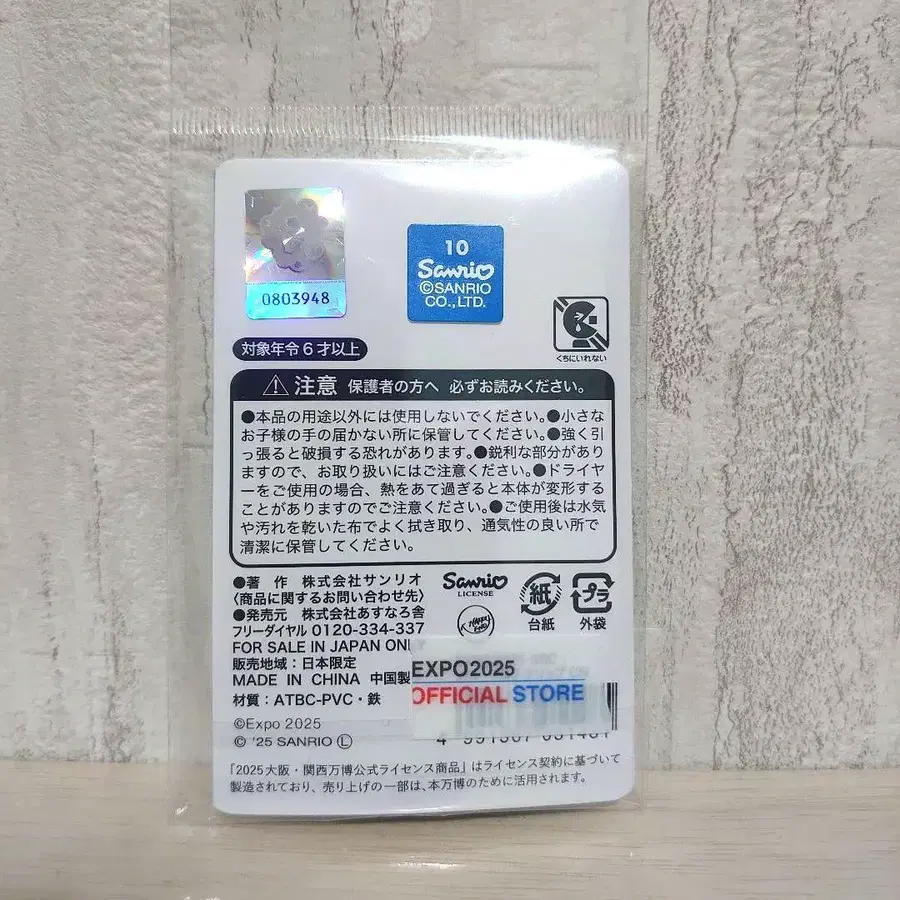 0803948
10
Sanrio
©SANRIO
CO.,LTD.
くちにいれない
対象年令6才以上
注意 保護者の方へ 必ずお読みください。
●本品の用途以外には使用しないでください。●小さな
お子様の手の届かない所に保管してください。●強く引
っ張ると破損する恐れがあります。●鋭利な部分があり
ますので、お取り扱いにはご注意ください。●ドライヤ
ーをご使用の場合、熱をあて過ぎると本体が変形する
ことがありますのでご注意ください。●ご使用後は水気
や汚れを乾いた布でよく拭き取り、通気性の良い所で
清潔に保管してください。
●著 作 株式会社サンリオ
〈商品に関するお問い合わせ先〉
●発売元 株式会社あすなろ舎
フリーダイヤル 0120-334-337
FOR SALE IN JAPAN ONLY
販売地域：日本限定
MADE IN CHINA 中国製
材質：ATBC-PVC・鉄
©Expo 2025
© '25 SANRIO Ⓛ
Sanrio
LICENSE
紙
台紙
プラ
外袋
EXPO2025
OFFICIAL STORE
「2025大阪・関西万博公式ライセンス商品」はライセンス契約に基づいて
製造されており、売り上げの一部は、本万博のために活用されます。